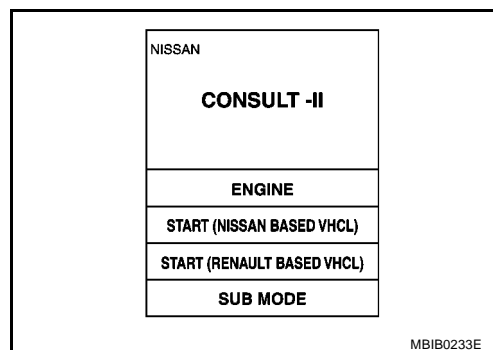 NISSAN
CONSULT -II
ENGINE
START (NISSAN BASED VHCL)
START (RENAULT BASED VHCL)
SUB MODE
MBIB0233E